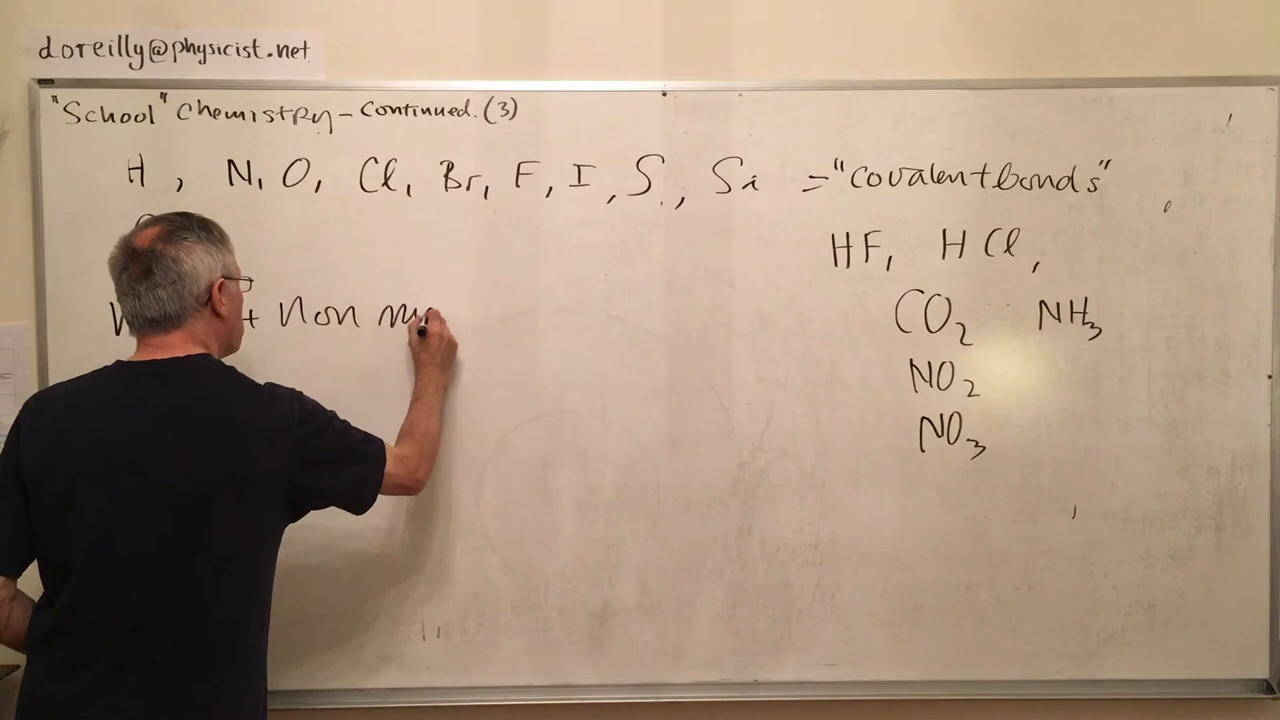 doreilly@physicist.net
"School" Chemistry - Continued. (3)
H, N, O, Cl, Br, F, I, S, Si = "covalent bonds"
HF, HCl,
+ Non
CO2 NH3
NO2
NO3